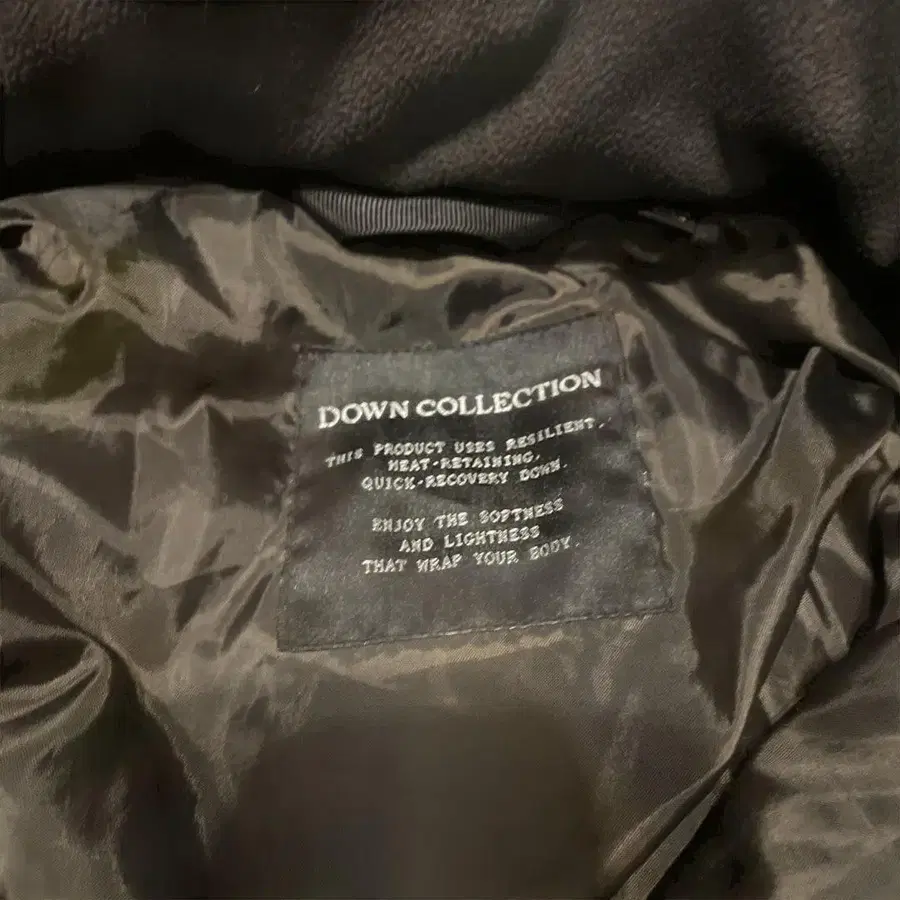 DOWN COLLECTION
THIS PRODUCT USES RESILIENT,
HEAT-RETAINING,
QUICK-RECOVERY DOWN.
ENJOY THE SOFTNESS
AND LIGHTNESS
THAT WRAP YOUR BODY.